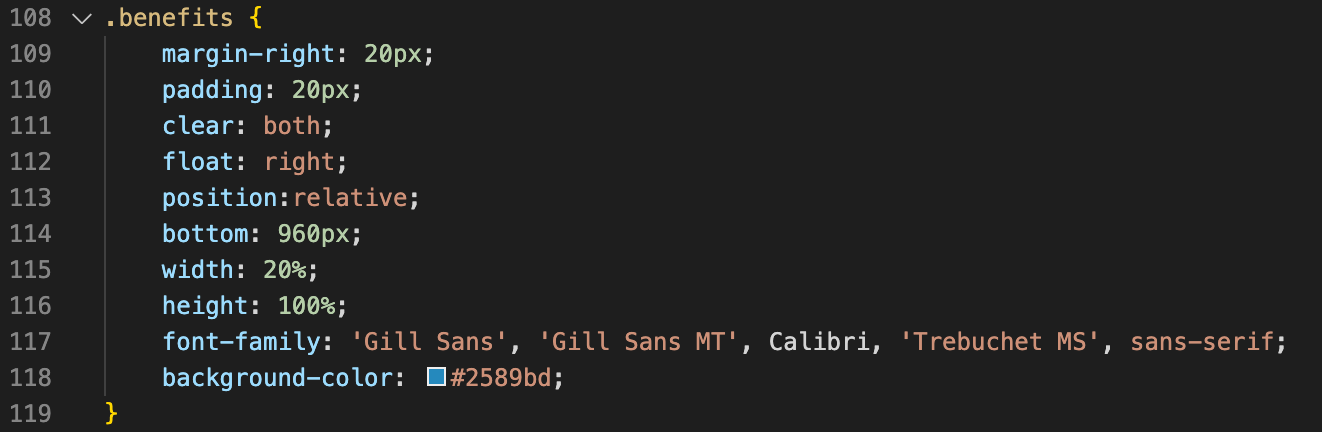 108 .benefits {
109 margin-right: 20px;
110 padding: 20px;
111 clear: both;
112 float: right;
113 position:relative;
114 bottom: 960px;
115 width: 20%;
116 height: 100%;
117 font-family: 'Gill Sans', 'Gill Sans MT', Calibri, 'Trebuchet MS', sans-serif;
118 background-color: #2589bd;
119 }